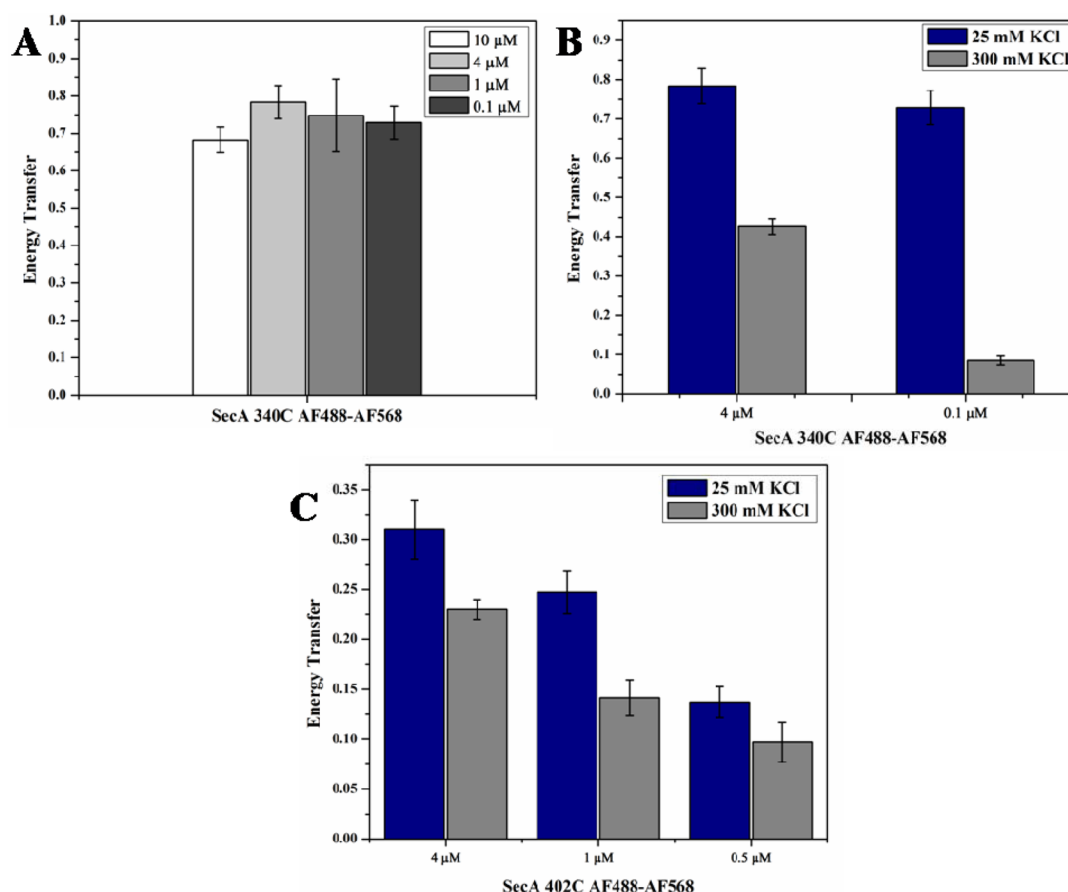 A
1.0
0.9
0.8
0.7
0.6
0.5
0.4
0.3
0.2
0.1
0.0
Energy Transfer
10 µM
4 µM
1 µM
0.1 µM
SecA 340C AF488-AF568
B
0.9
0.8
0.7
0.6
0.5
0.4
0.3
0.2
0.1
0.0
Energy Transfer
25 mM KCl
300 mM KCl
4 µM 0.1 µM
SecA 340C AF488-AF568
C
0.35
0.30
0.25
0.20
0.15
0.10
0.05
0.00
Energy Transfer
25 mM KCl
300 mM KCl
4 µM 1 µM 0.5 µM
SecA 402C AF488-AF568